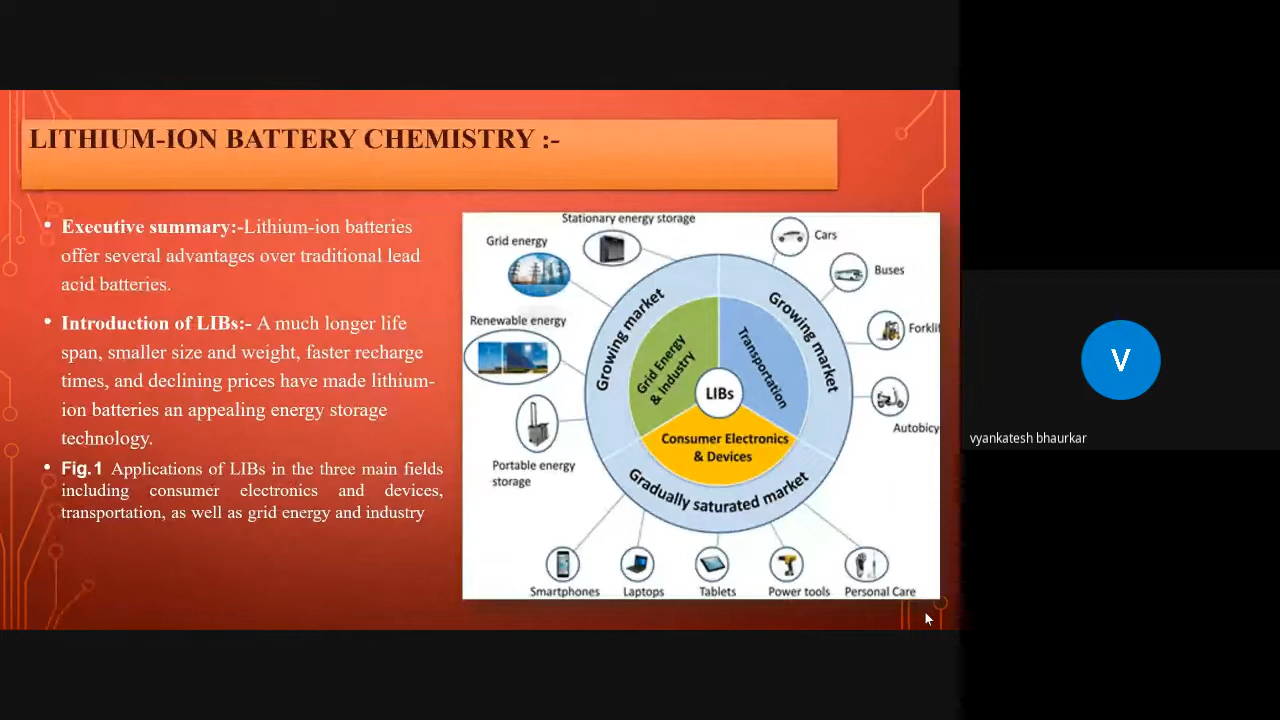 LITHIUM-ION BATTERY CHEMISTRY :-
• Executive summary:-Lithium-ion batteries
offer several advantages over traditional lead
acid batteries.
• Introduction of LIBs:- A much longer life
span, smaller size and weight, faster recharge
times, and declining prices have made lithium-
ion batteries an appealing energy storage
technology.
• Fig.1 Applications of LIBs in the three main fields
including consumer electronics and devices,
transportation, as well as grid energy and industry
Stationary energy storage
Grid energy
Renewable energy
Portable energy
storage
Cars
Buses
Forklif
Autobicy
Growing market
Growing market
Gradually saturated market
Grid Energy
& Industry
Transportation
LIBs
Consumer Electronics
& Devices
Smartphones
Laptops
Tablets
Power tools
Personal Care
V
vyankatesh bhaurkar